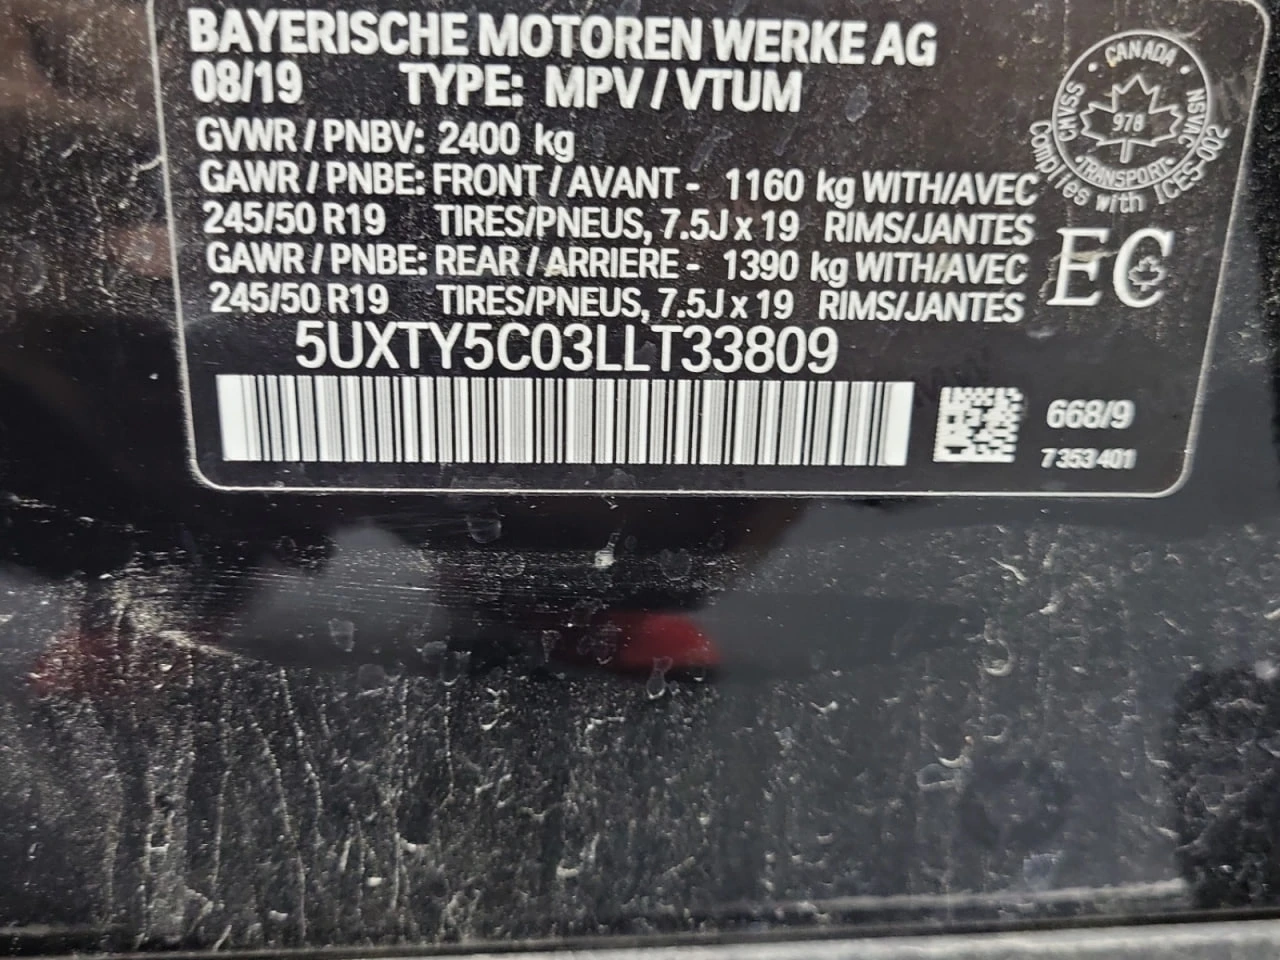 BAYERISCHE MOTOREN WERKE AG
08/19 TYPE: MPV / VTUM
GVWR / PNBV: 2400 kg
GAWR / PNBE: FRONT / AVANT - 1160 kg WITH/AVEC
245/50 R19 TIRES/PNEUS, 7.5J x 19 RIMS/JANTES
GAWR / PNBE: REAR / ARRIERE - 1390 kg WITH/AVEC
245/50 R19 TIRES/PNEUS, 7.5J x 19 RIMS/JANTES
5UXTY5C03LLT33809
668/9
7 353 401
CANADA
CMVSS
NSVAC
978
TRANSPORT
Complies with ICES-002
EC